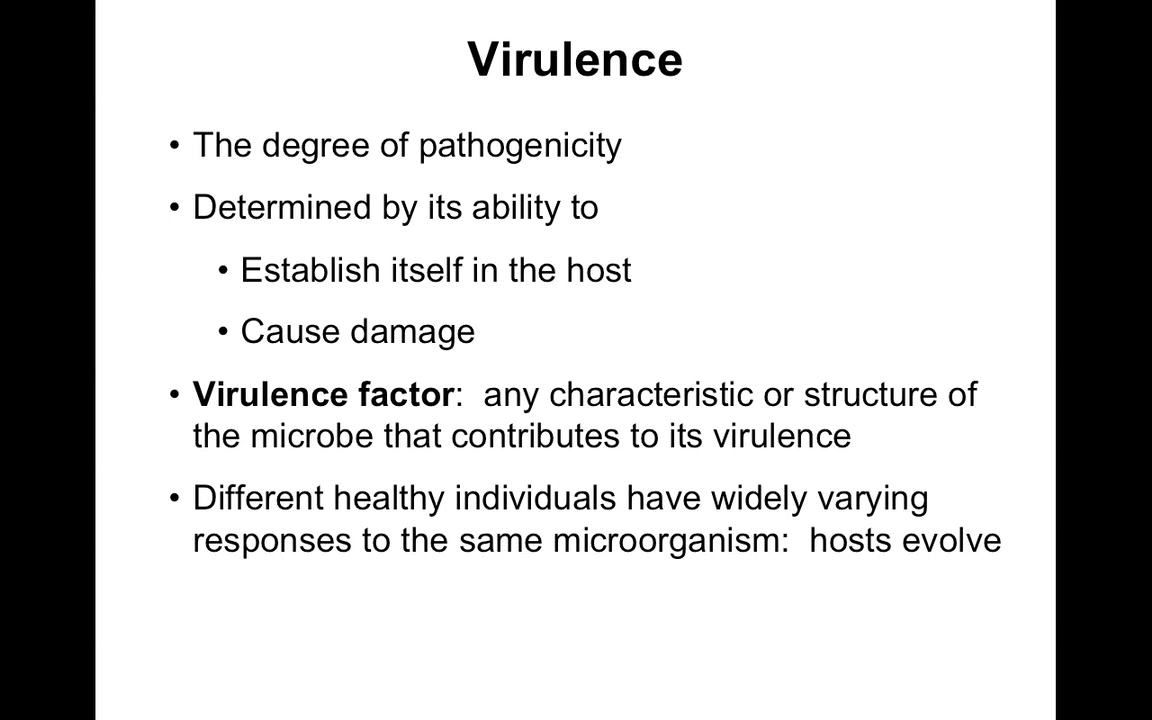 Virulence
• The degree of pathogenicity
• Determined by its ability to
• Establish itself in the host
• Cause damage
• Virulence factor:  any characteristic or structure of
the microbe that contributes to its virulence
• Different healthy individuals have widely varying
responses to the same microorganism:  hosts evolve